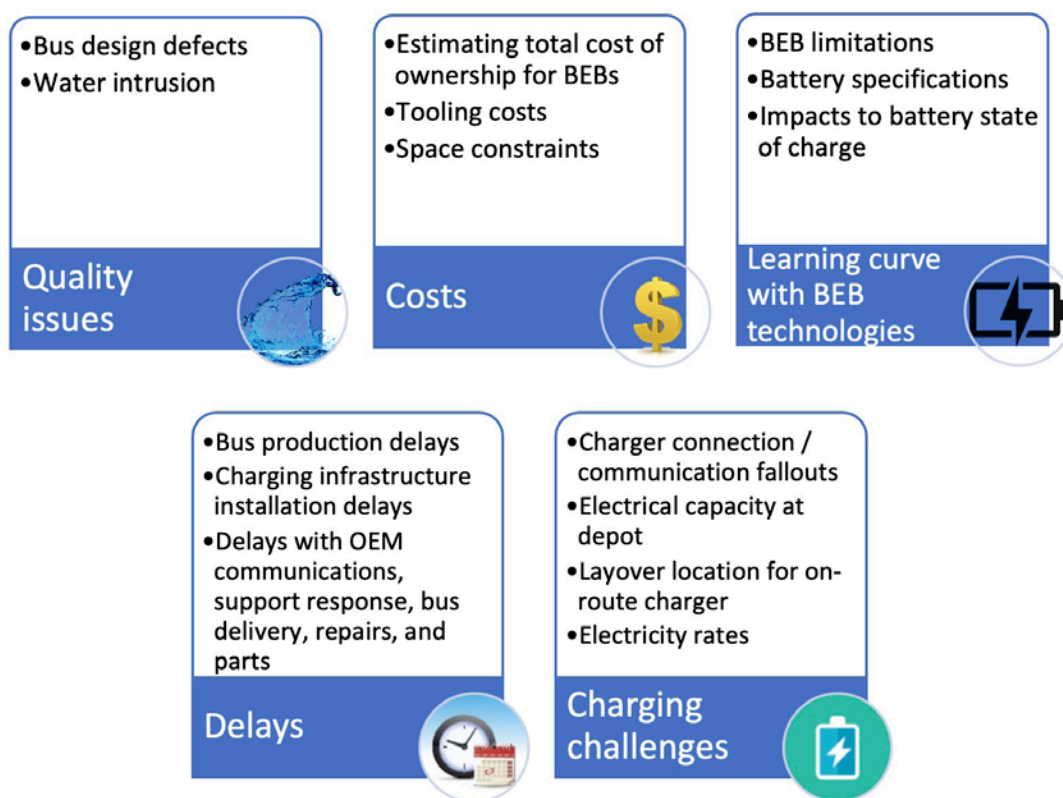 •Bus design defects
•Water intrusion
Quality
issues
•Estimating total cost of
ownership for BEBs
•Tooling costs
•Space constraints
Costs
•BEB limitations
•Battery specifications
•Impacts to battery state
of charge
Learning curve
with BEB
technologies
•Bus production delays
•Charging infrastructure
installation delays
•Delays with OEM
communications,
support response, bus
delivery, repairs, and
parts
Delays
•Charger connection /
communication fallouts
•Electrical capacity at
depot
•Layover location for on-
route charger
•Electricity rates
Charging
challenges